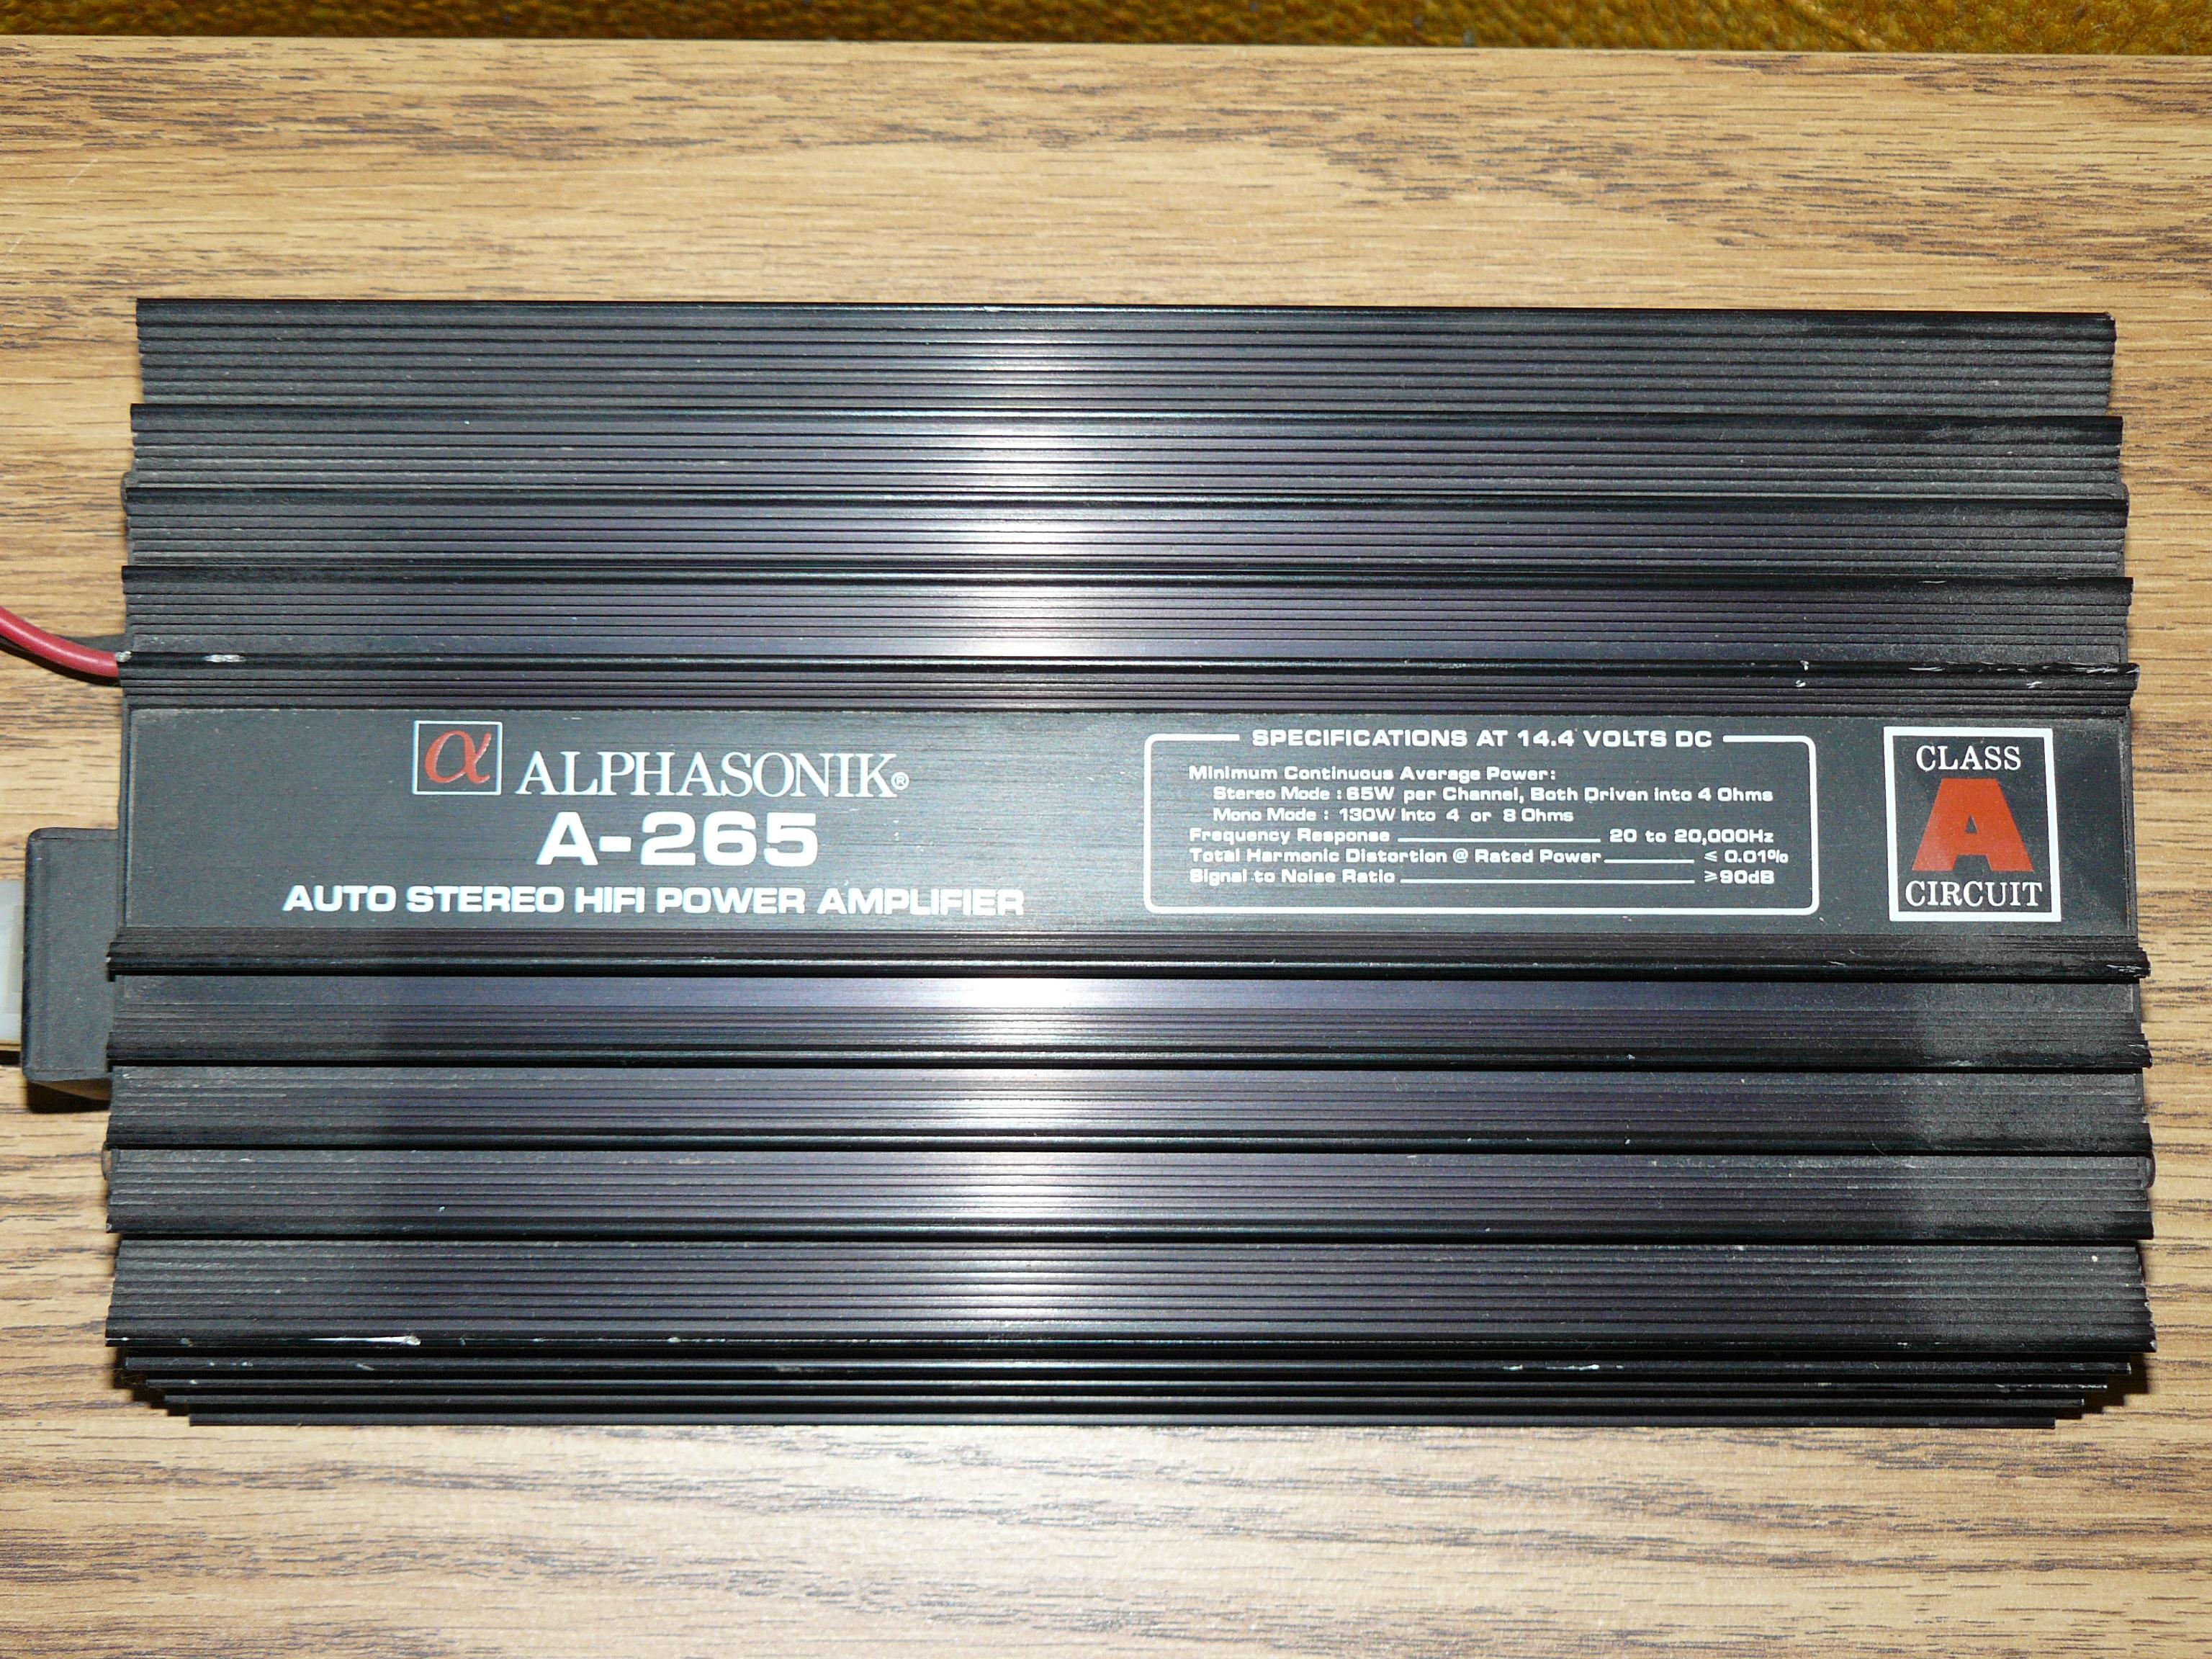 α ALPHASONIK®
A-265
AUTO STEREO HIFI POWER AMPLIFIER
SPECIFICATIONS AT 14.4 VOLTS DC
Minimum Continuous Average Power:
Stereo Mode : 65W per Channel, Both Driven into 4 Ohms
Mono Mode : 130W Into 4 or 8 Ohms
Frequency Response 20 to 20,000Hz
Total Harmonic Distortion @ Rated Power ≤ 0.01%
Signal to Noise Ratio ≥90dB
CLASS
A
CIRCUIT